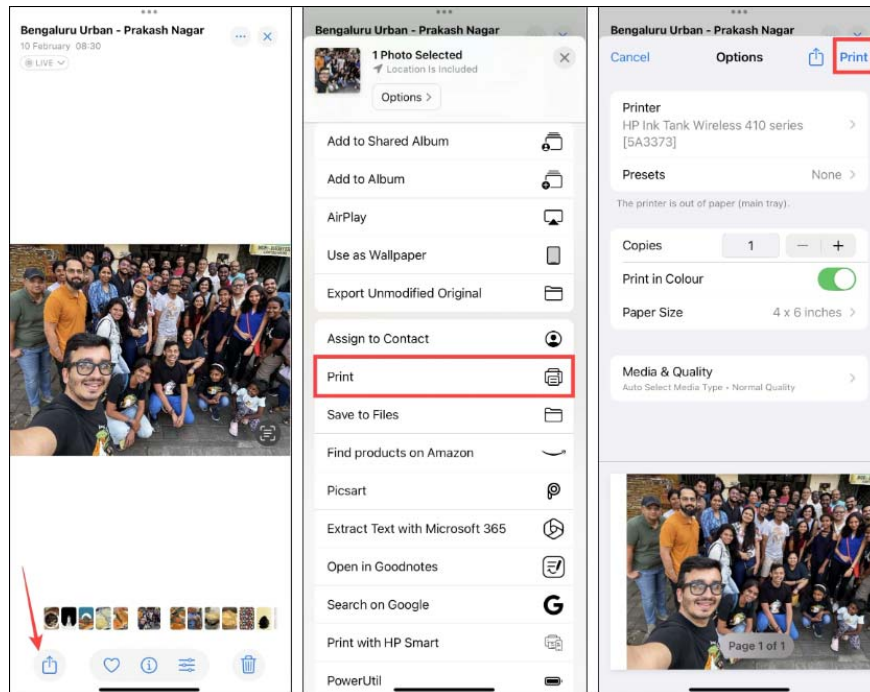 Bengaluru Urban - Prakash Nagar
10 February 08:30
LIVE
Bengaluru Urban - Prakash Nagar
1 Photo Selected
Location Is Included
Options >
Add to Shared Album
Add to Album
AirPlay
Use as Wallpaper
Export Unmodified Original
Assign to Contact
Print
Save to Files
Find products on Amazon
Picsart
Extract Text with Microsoft 365
Open in Goodnotes
Search on Google
Print with HP Smart
PowerUtil
Bengaluru Urban - Prakash Nagar
Cancel Options Print
Printer
HP Ink Tank Wireless 410 series
[5A3373]
Presets None >
The printer is out of paper (main tray).
Copies 1 - +
Print in Colour
Paper Size 4 x 6 inches >
Media & Quality
Auto Select Media Type • Normal Quality
Page 1 of 1